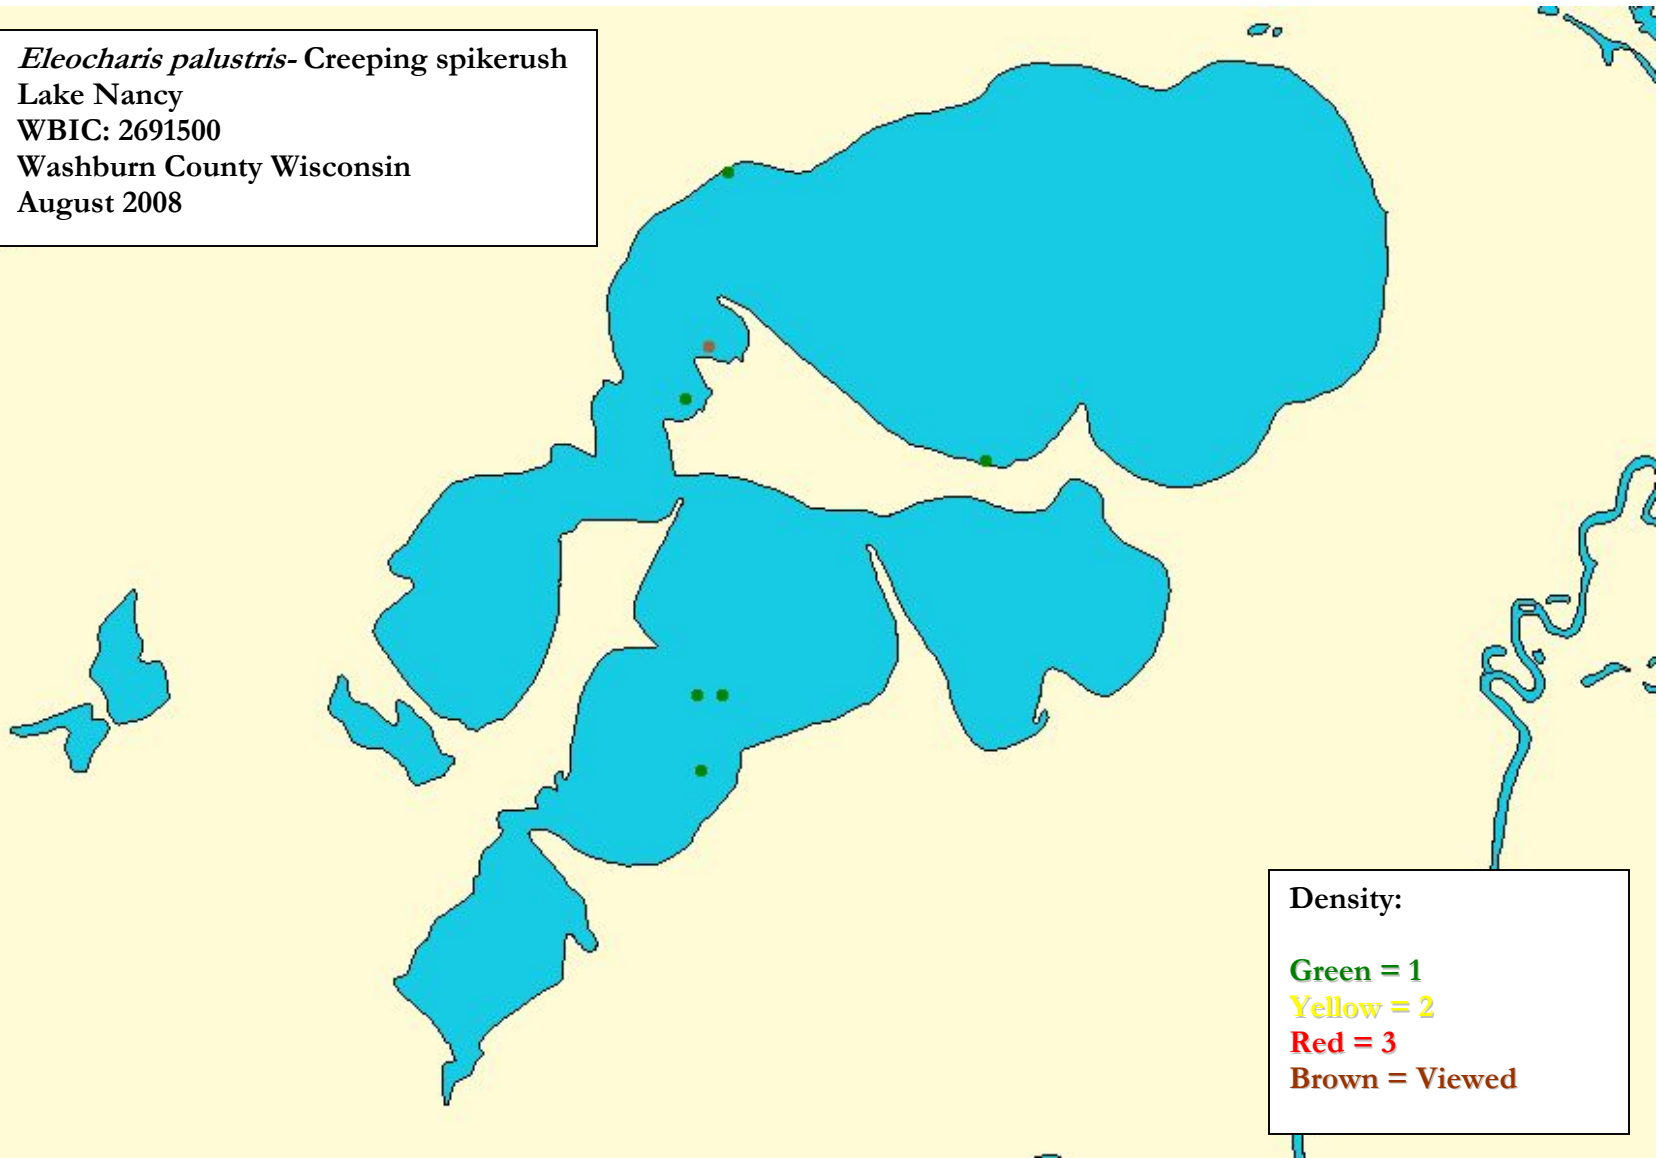 Eleocharis palustris- Creeping spikerush
Lake Nancy
WBIC: 2691500
Washburn County Wisconsin
August 2008
Density:
Green = 1
Yellow = 2
Red = 3
Brown = Viewed